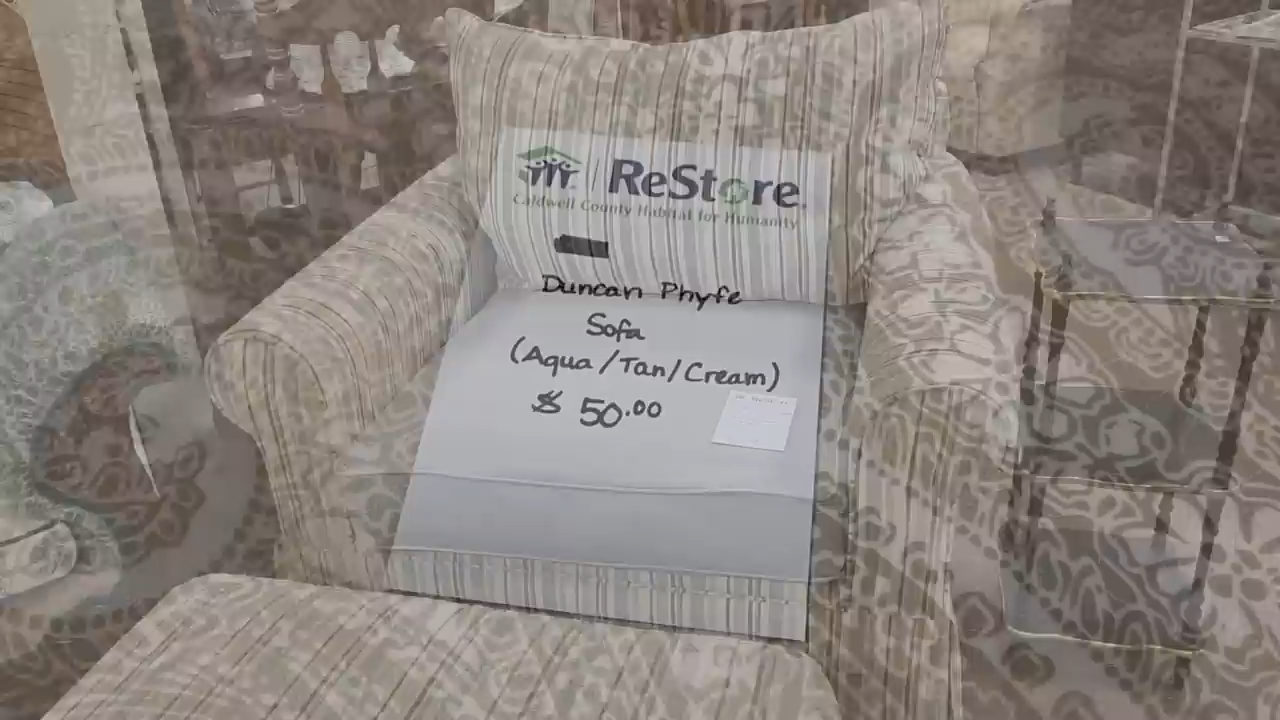 ReStore
Caldwell County Habitat for Humanity
Duncan Phyfe
Sofa
(Aqua/Tan/Cream)
$ 50.00